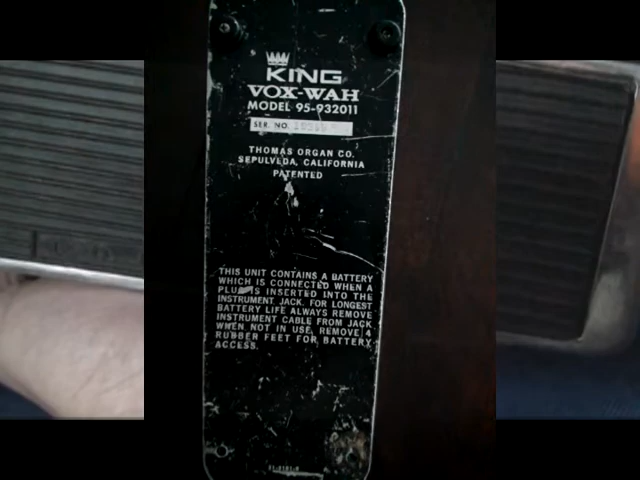 KING
VOX-WAH
MODEL 95-932011
SER. NO.
THOMAS ORGAN CO.
SEPULVEDA, CALIFORNIA
PATENTED
THIS UNIT CONTAINS A BATTERY
WHICH IS CONNECTED WHEN A
PLUG IS INSERTED INTO THE
INSTRUMENT JACK. FOR LONGEST
BATTERY LIFE ALWAYS REMOVE
INSTRUMENT CABLE FROM JACK
WHEN NOT IN USE. REMOVE 4
RUBBER FEET FOR BATTERY
ACCESS.